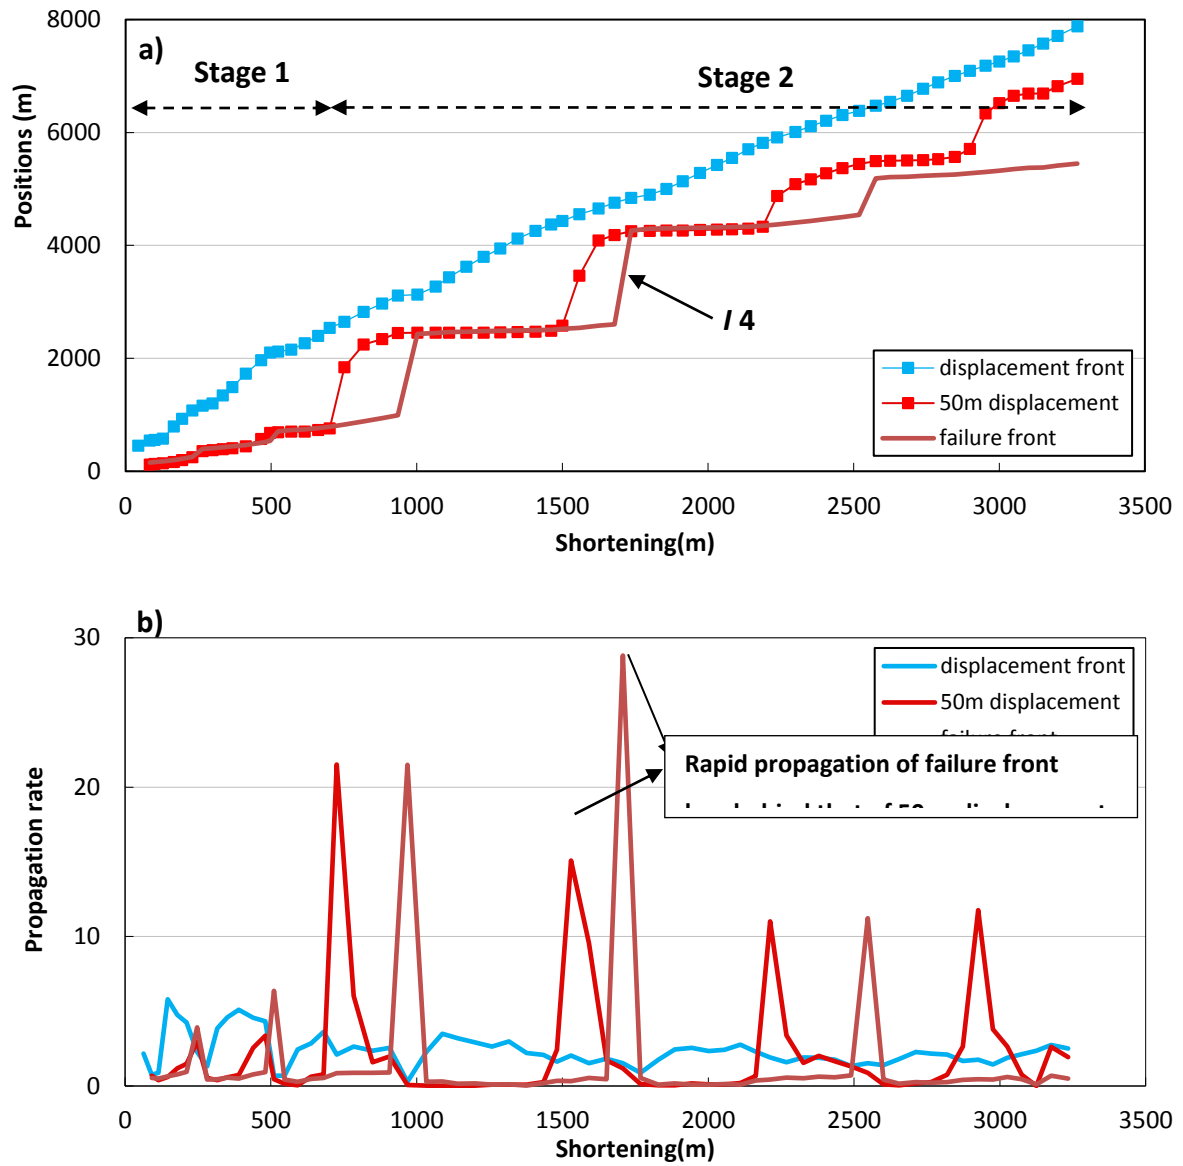 a)
Stage 1
Stage 2
Positions (m)
8000
6000
4000
2000
0
I 4
displacement front
50m displacement
failure front
0 500 1000 1500 2000 2500 3000 3500
Shortening(m)
b)
Propagation rate
30
20
10
0
displacement front
50m displacement
Rapid propagation of failure front
0 500 1000 1500 2000 2500 3000 3500
Shortening(m)